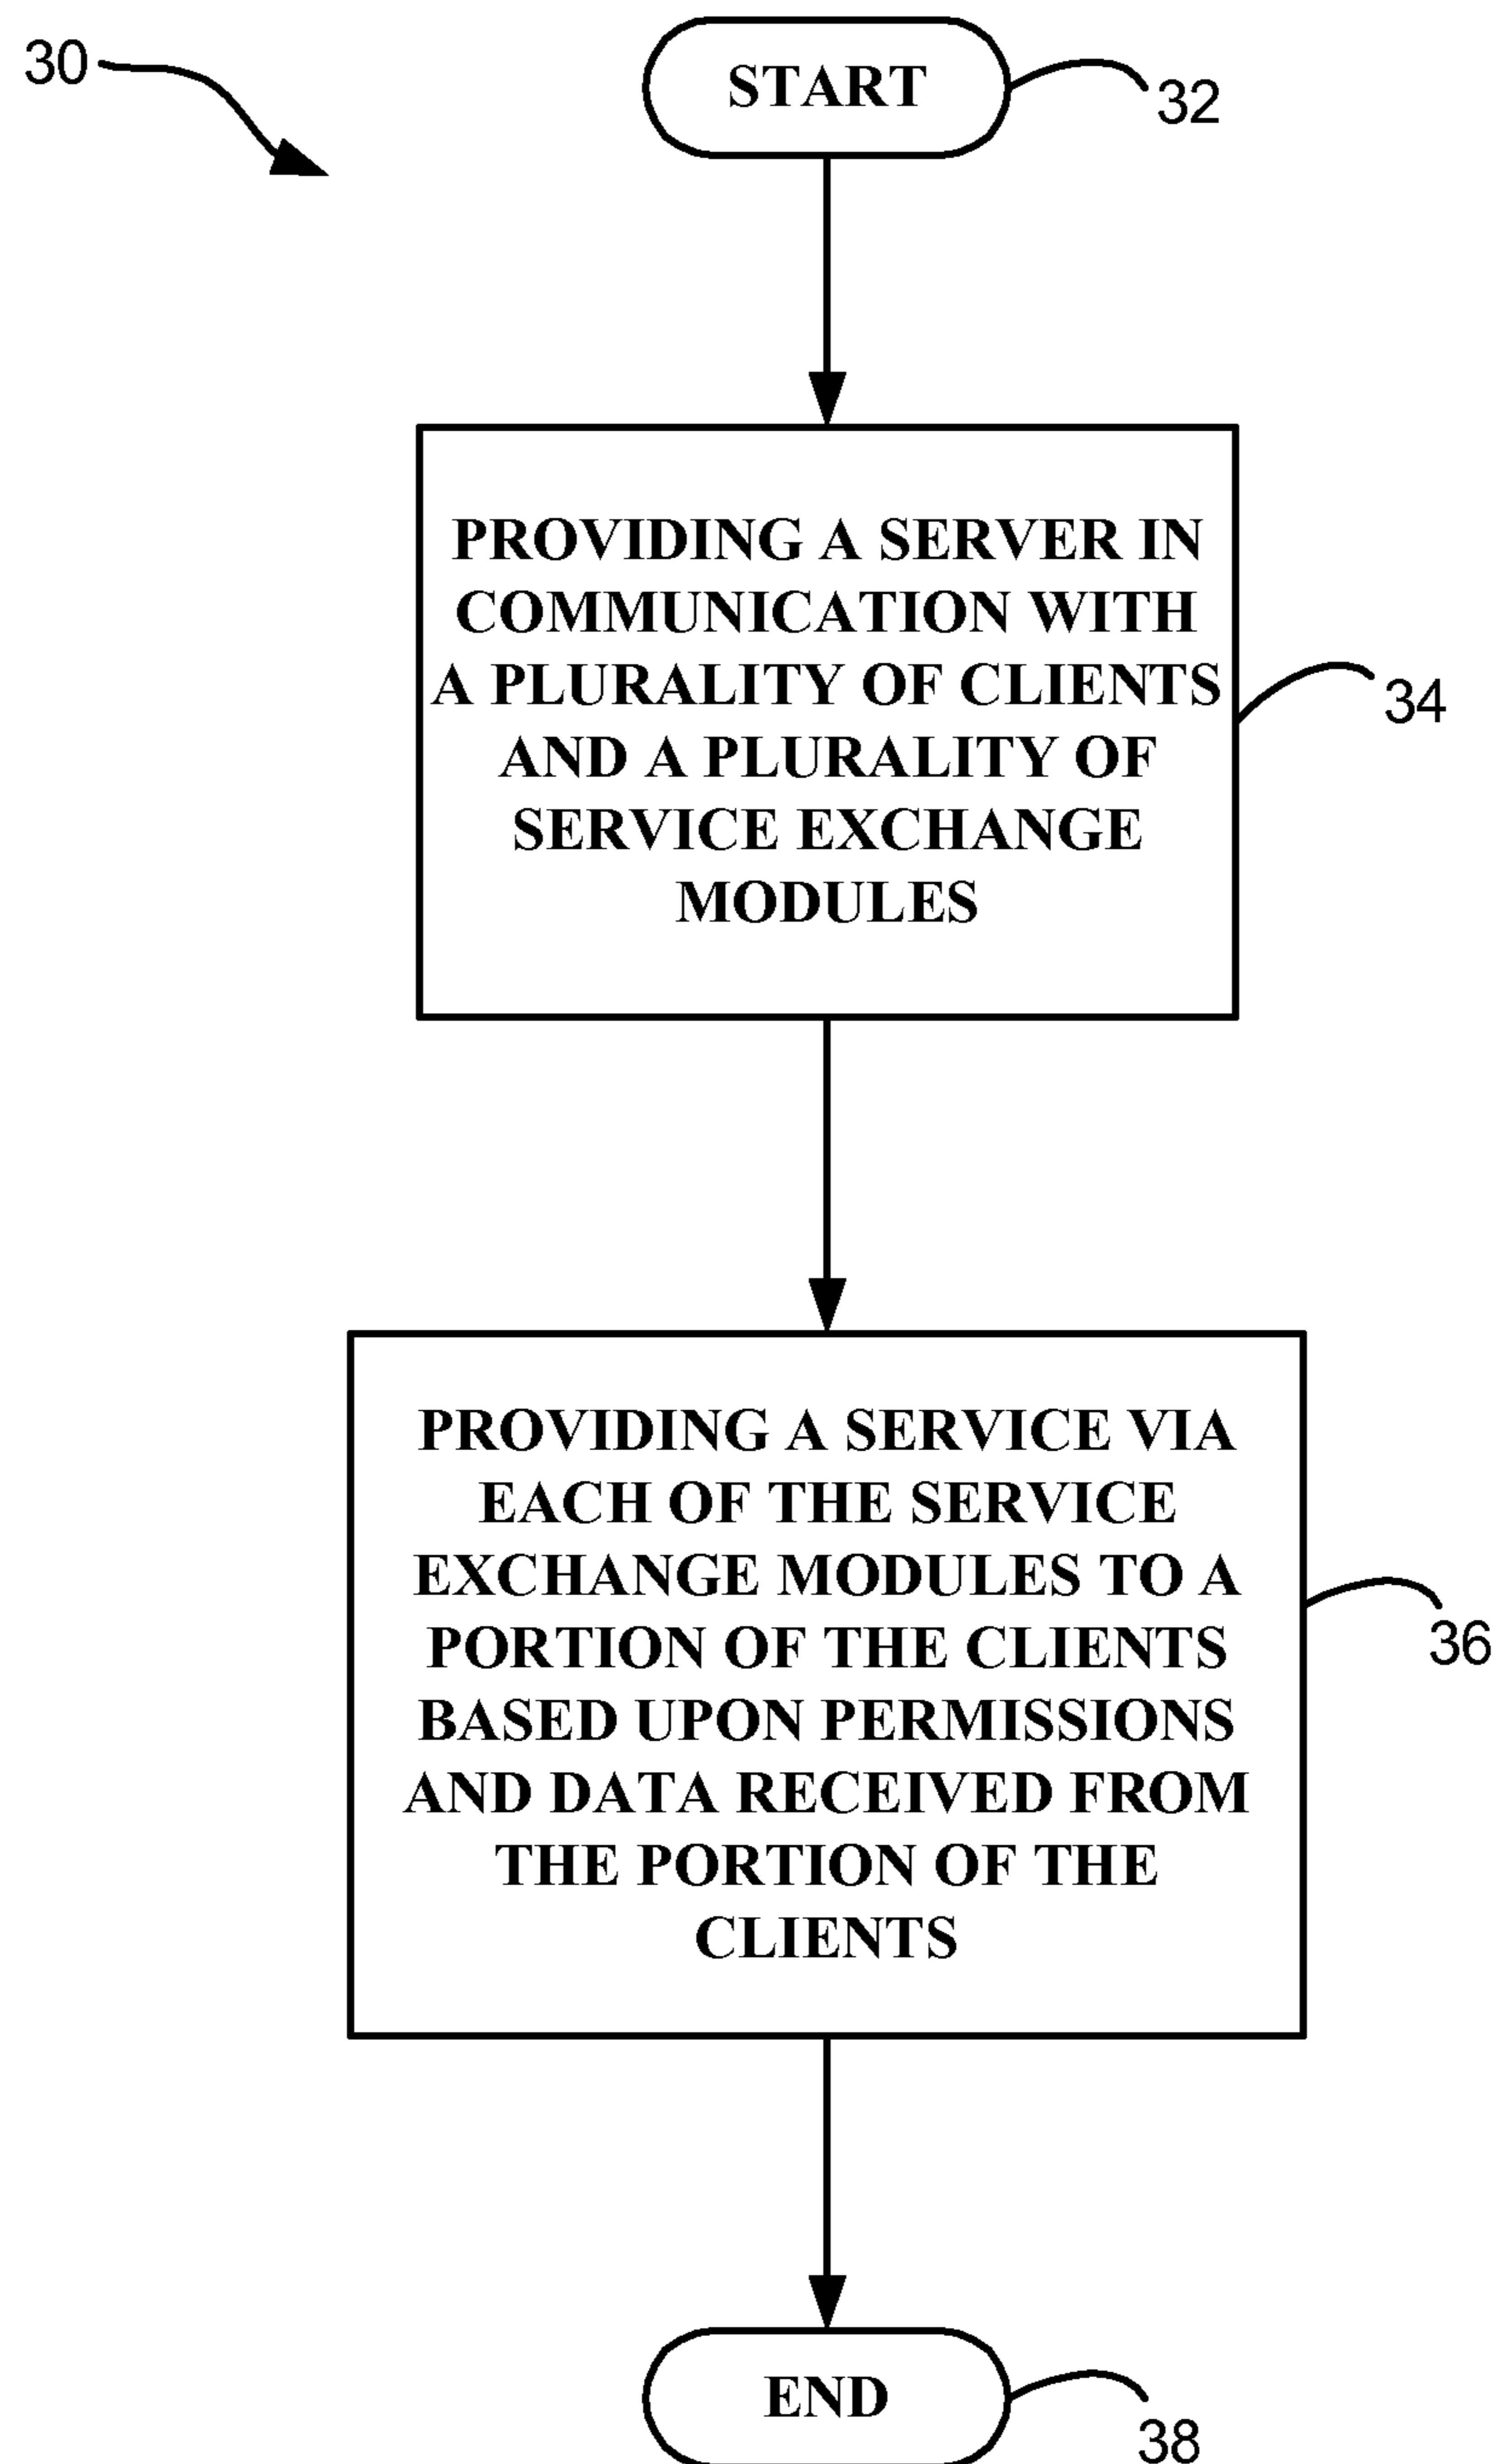 30
START
32
PROVIDING A SERVER IN
COMMUNICATION WITH
A PLURALITY OF CLIENTS
AND A PLURALITY OF
SERVICE EXCHANGE
MODULES
34
PROVIDING A SERVICE VIA
EACH OF THE SERVICE
EXCHANGE MODULES TO A
PORTION OF THE CLIENTS
BASED UPON PERMISSIONS
AND DATA RECEIVED FROM
THE PORTION OF THE
CLIENTS
36
END
38